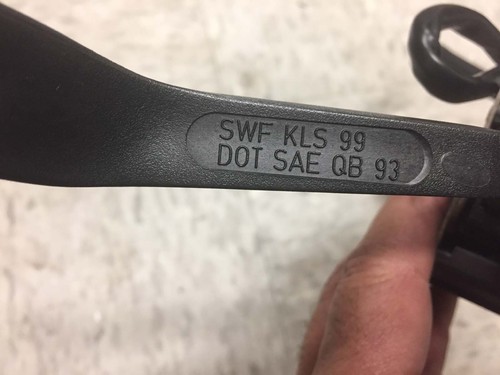 SWF KLS 99
DOT SAE QB 93